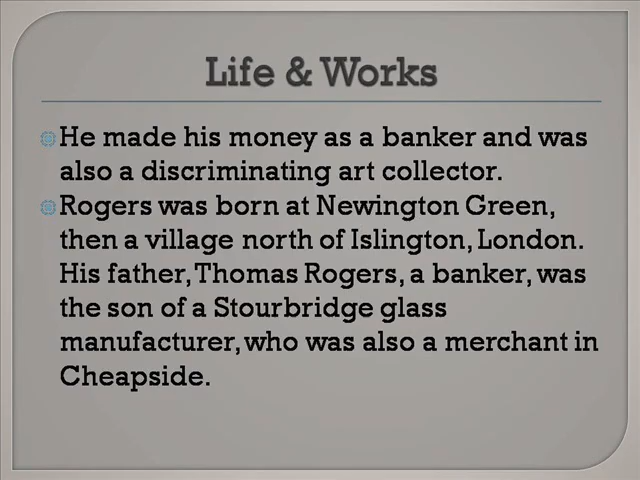 Life & Works
He made his money as a banker and was
also a discriminating art collector.
Rogers was born at Newington Green,
then a village north of Islington, London.
His father, Thomas Rogers, a banker, was
the son of a Stourbridge glass
manufacturer, who was also a merchant in
Cheapside.